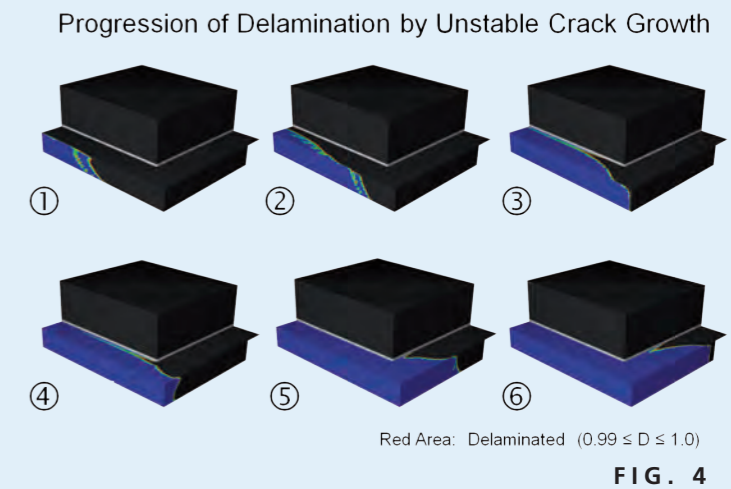 Progression of Delamination by Unstable Crack Growth
①
②
③
④
⑤
⑥
Red Area: Delaminated (0.99 ≤ D ≤ 1.0)
FIG. 4